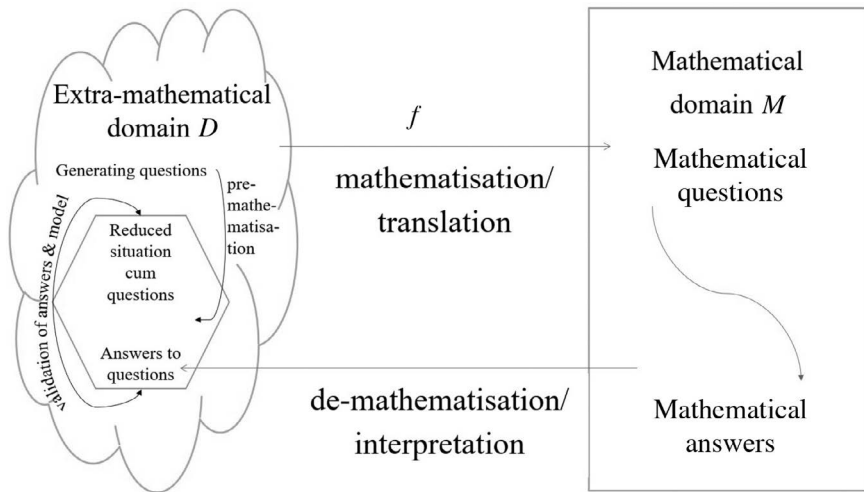 Extra-mathematical
domain D
Generating questions
pre-
mathe-
matisa-
tion
validation of answers & model
Reduced
situation
cum
questions
Answers to
questions
f
mathematisation/
translation
de-mathematisation/
interpretation
Mathematical
domain M
Mathematical
questions
Mathematical
answers